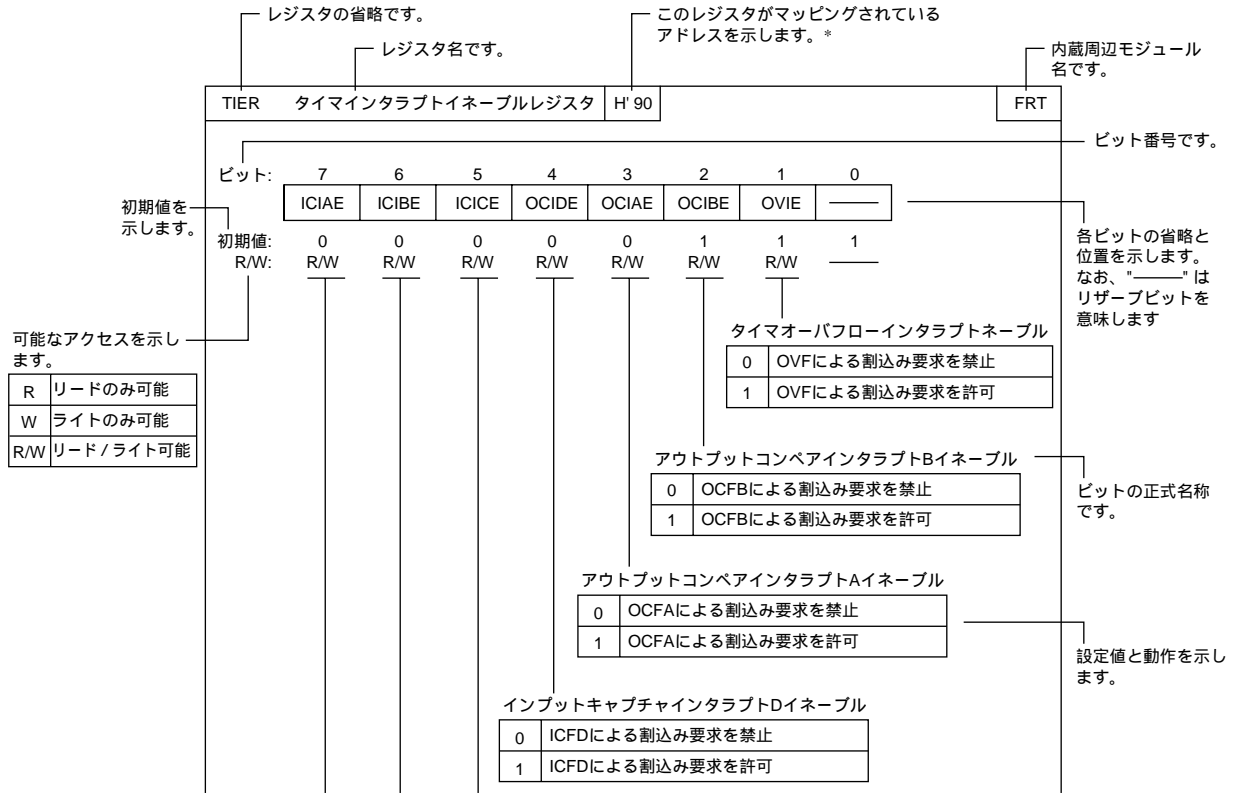 レジスタの省略です。
レジスタ名です。
このレジスタがマッピングされている
アドレスを示します。*
内蔵周辺モジュール
名です。
TIER タイマインタラプトイネーブルレジスタ H' 90 FRT
ビット番号です。
ビット: 7 6 5 4 3 2 1 0
ICIAE ICIBE ICICE OCIDE OCIAE OCIBE OVIE ———
初期値を
示します。
初期値: 0 0 0 0 0 1 1 1
R/W: R/W R/W R/W R/W R/W R/W R/W ———
各ビットの省略と
位置を示します。
なお、"———" は
リザーブビットを
意味します
可能なアクセスを示し
ます。
R リードのみ可能
W ライトのみ可能
R/W リード / ライト可能
タイマオーバフローインタラプトネーブル
0 OVFによる割込み要求を禁止
1 OVFによる割込み要求を許可
アウトプットコンペアインタラプトBイネーブル
0 OCFBによる割込み要求を禁止
1 OCFBによる割込み要求を許可
ビットの正式名称
です。
アウトプットコンペアインタラプトAイネーブル
0 OCFAによる割込み要求を禁止
1 OCFAによる割込み要求を許可
設定値と動作を示し
ます。
インプットキャプチャインタラプトDイネーブル
0 ICFDによる割込み要求を禁止
1 ICFDによる割込み要求を許可